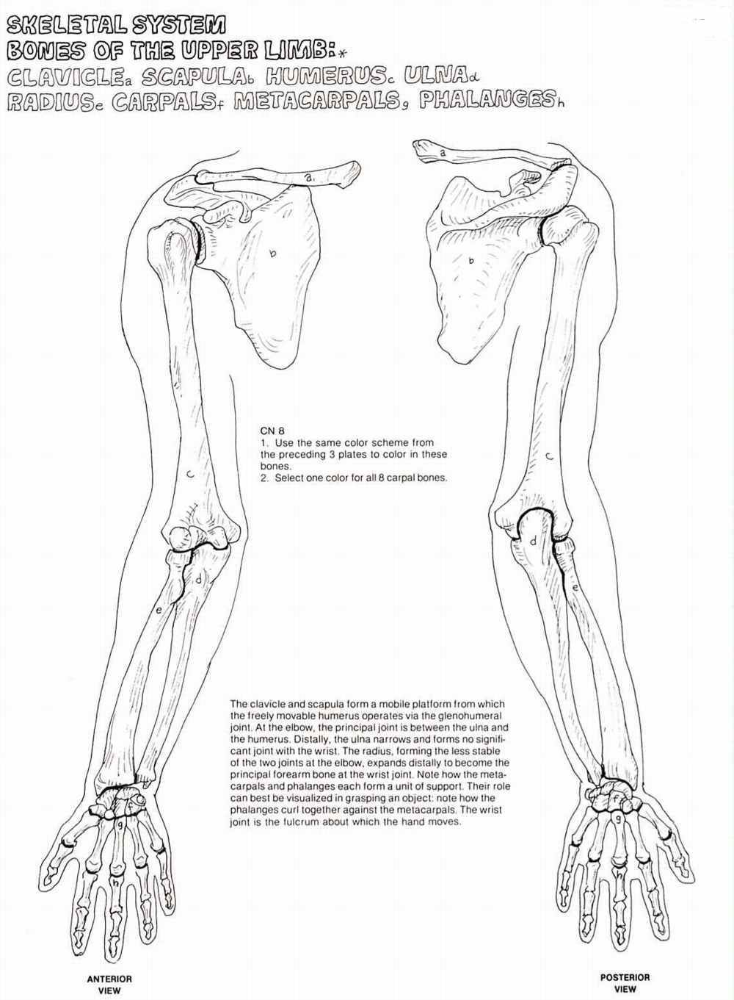 SKELETAL SYSTEM
BONES OF THE UPPER LIMB:*
CLAVICLEa SCAPULAb HUMERUSc ULNAd
RADIUSe CARPALSf METACARPALSg PHALANGESh
a
a
b
b
CN 8
1. Use the same color scheme from
the preceding 3 plates to color in these
bones.
2. Select one color for all 8 carpal bones.
c
c
d
d
e
e
The clavicle and scapula form a mobile platform from which
the freely movable humerus operates via the glenohumeral
joint. At the elbow, the principal joint is between the ulna and
the humerus. Distally, the ulna narrows and forms no signifi-
cant joint with the wrist. The radius, forming the less stable
of the two joints at the elbow, expands distally to become the
principal forearm bone at the wrist joint. Note how the meta-
carpals and phalanges each form a unit of support. Their role
can best be visualized in grasping an object: note how the
phalanges curl together against the metacarpals. The wrist
joint is the fulcrum about which the hand moves.
f
f
g
g
h
h
ANTERIOR
VIEW
POSTERIOR
VIEW